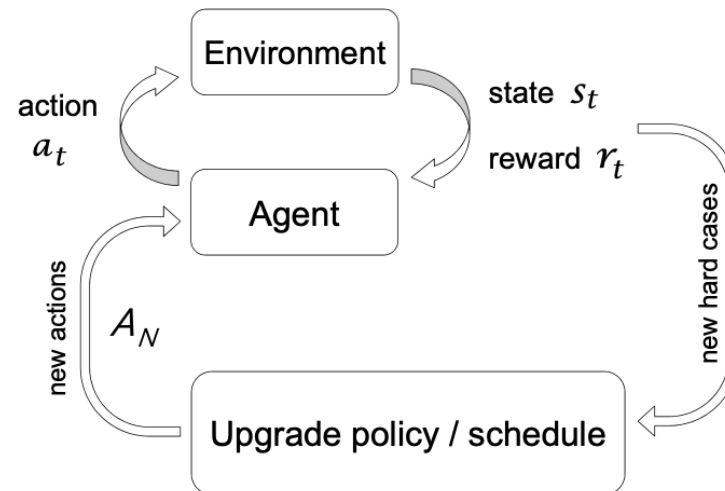 Environment
action
a_t
state s_t
reward r_t
Agent
new actions
A_N
new hard cases
Upgrade policy / schedule